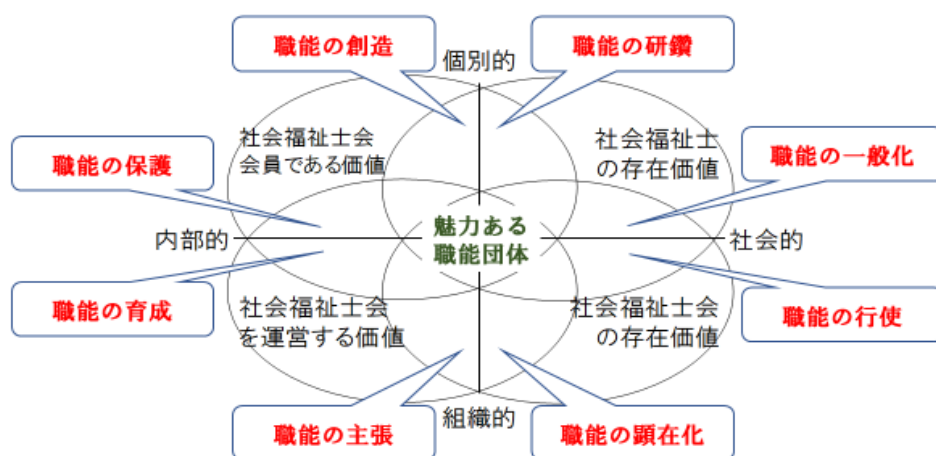 職能の創造
職能の研鑽
個別的
社会福祉士会
会員である価値
社会福祉士
の存在価値
職能の保護
職能の一般化
魅力ある
職能団体
内部的
社会的
職能の育成
社会福祉士会
を運営する価値
社会福祉士会
の存在価値
職能の行使
組織的
職能の主張
職能の顕在化